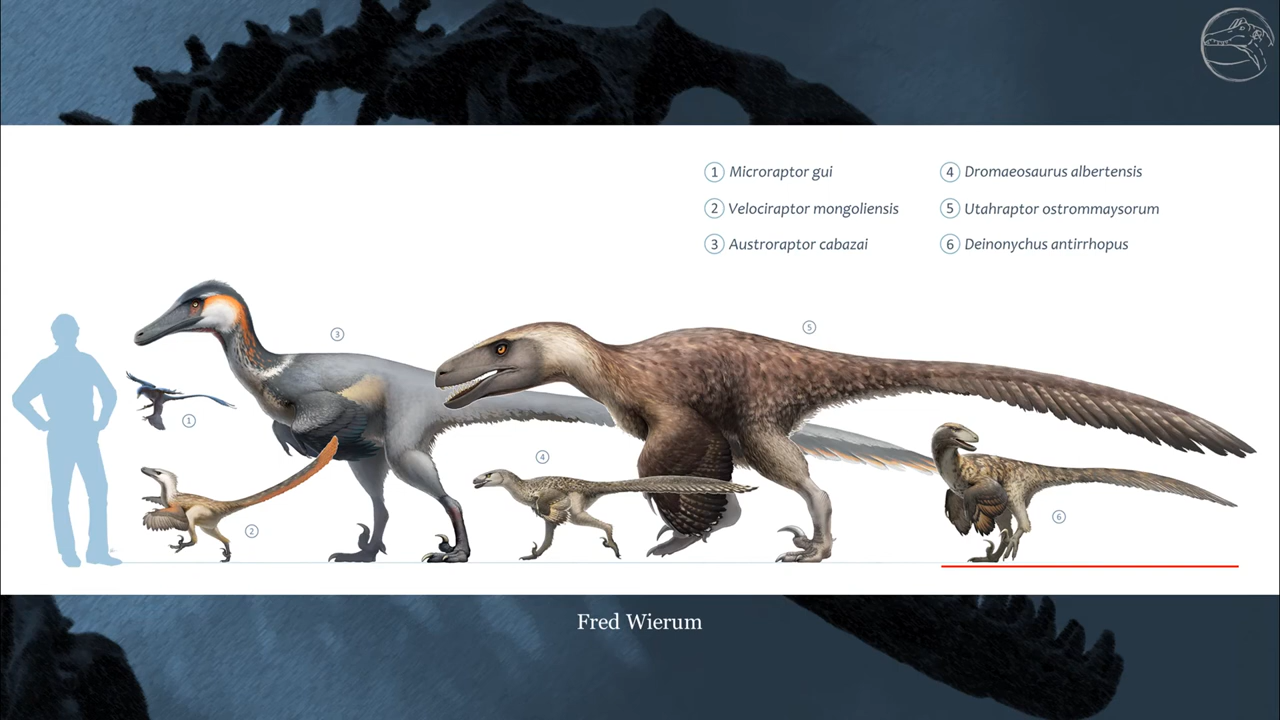 1 Microraptor gui
2 Velociraptor mongoliensis
3 Austroraptor cabazai
4 Dromaeosaurus albertensis
5 Utahraptor ostrommaysorum
6 Deinonychus antirrhopus
3
5
1
4
2
6
Fred Wierum